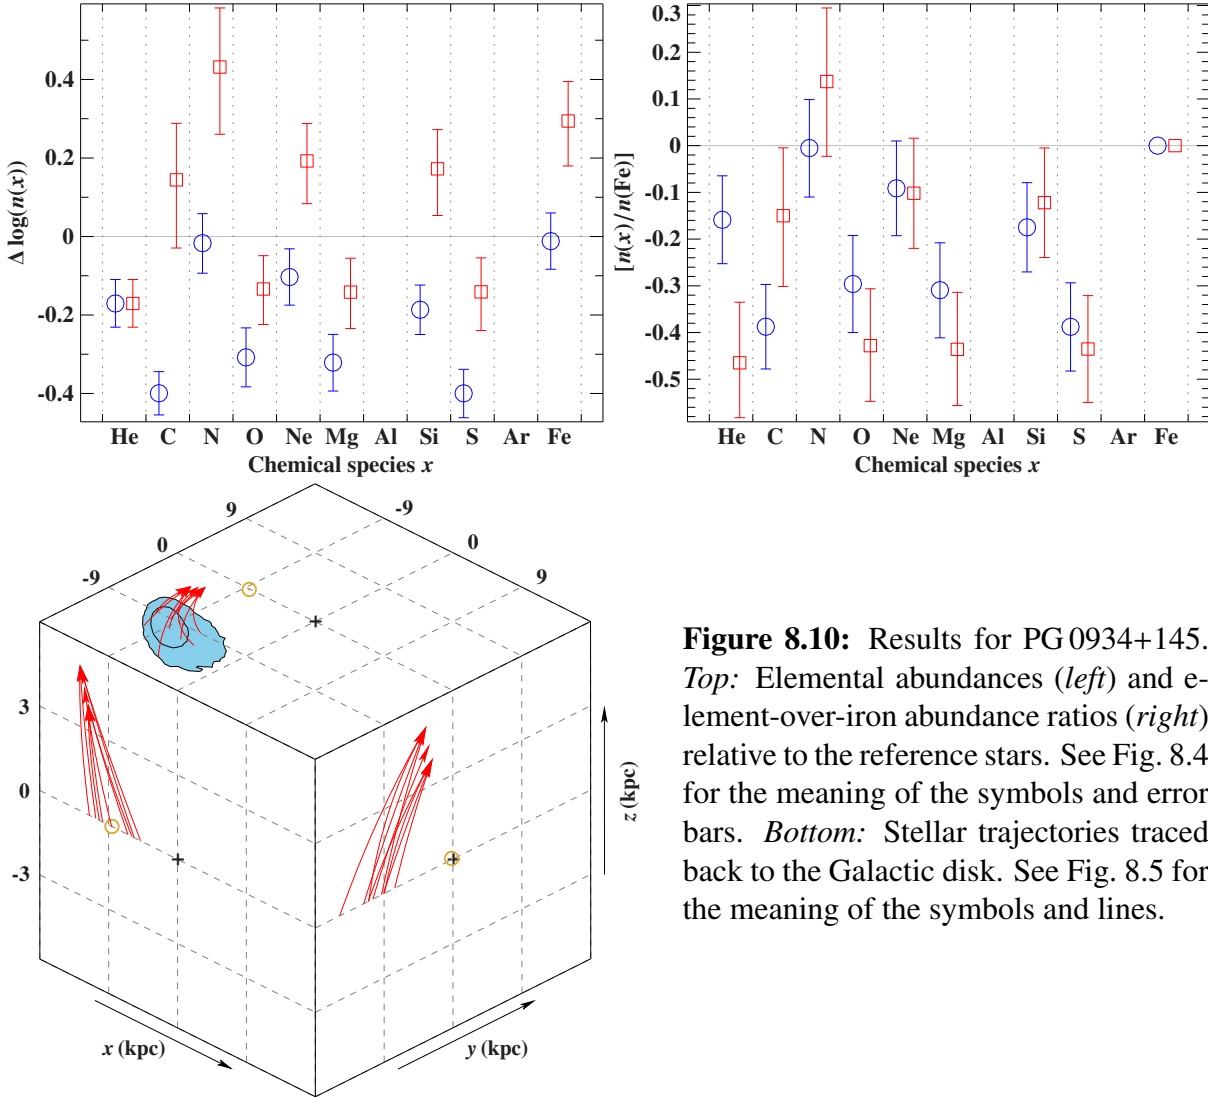 0.4
0.2
0
-0.2
-0.4
Δ log(n(x))
He C N O Ne Mg Al Si S Ar Fe
Chemical species x
0.3
0.2
0.1
0
-0.1
-0.2
-0.3
-0.4
-0.5
[n(x)/n(Fe)]
He C N O Ne Mg Al Si S Ar Fe
Chemical species x
9
0
-9
-9
0
9
3
0
-3
x (kpc)
y (kpc)
z (kpc)
Figure 8.10: Results for PG 0934+145.
Top: Elemental abundances (left) and e-
lement-over-iron abundance ratios (right)
relative to the reference stars. See Fig. 8.4
for the meaning of the symbols and error
bars. Bottom: Stellar trajectories traced
back to the Galactic disk. See Fig. 8.5 for
the meaning of the symbols and lines.